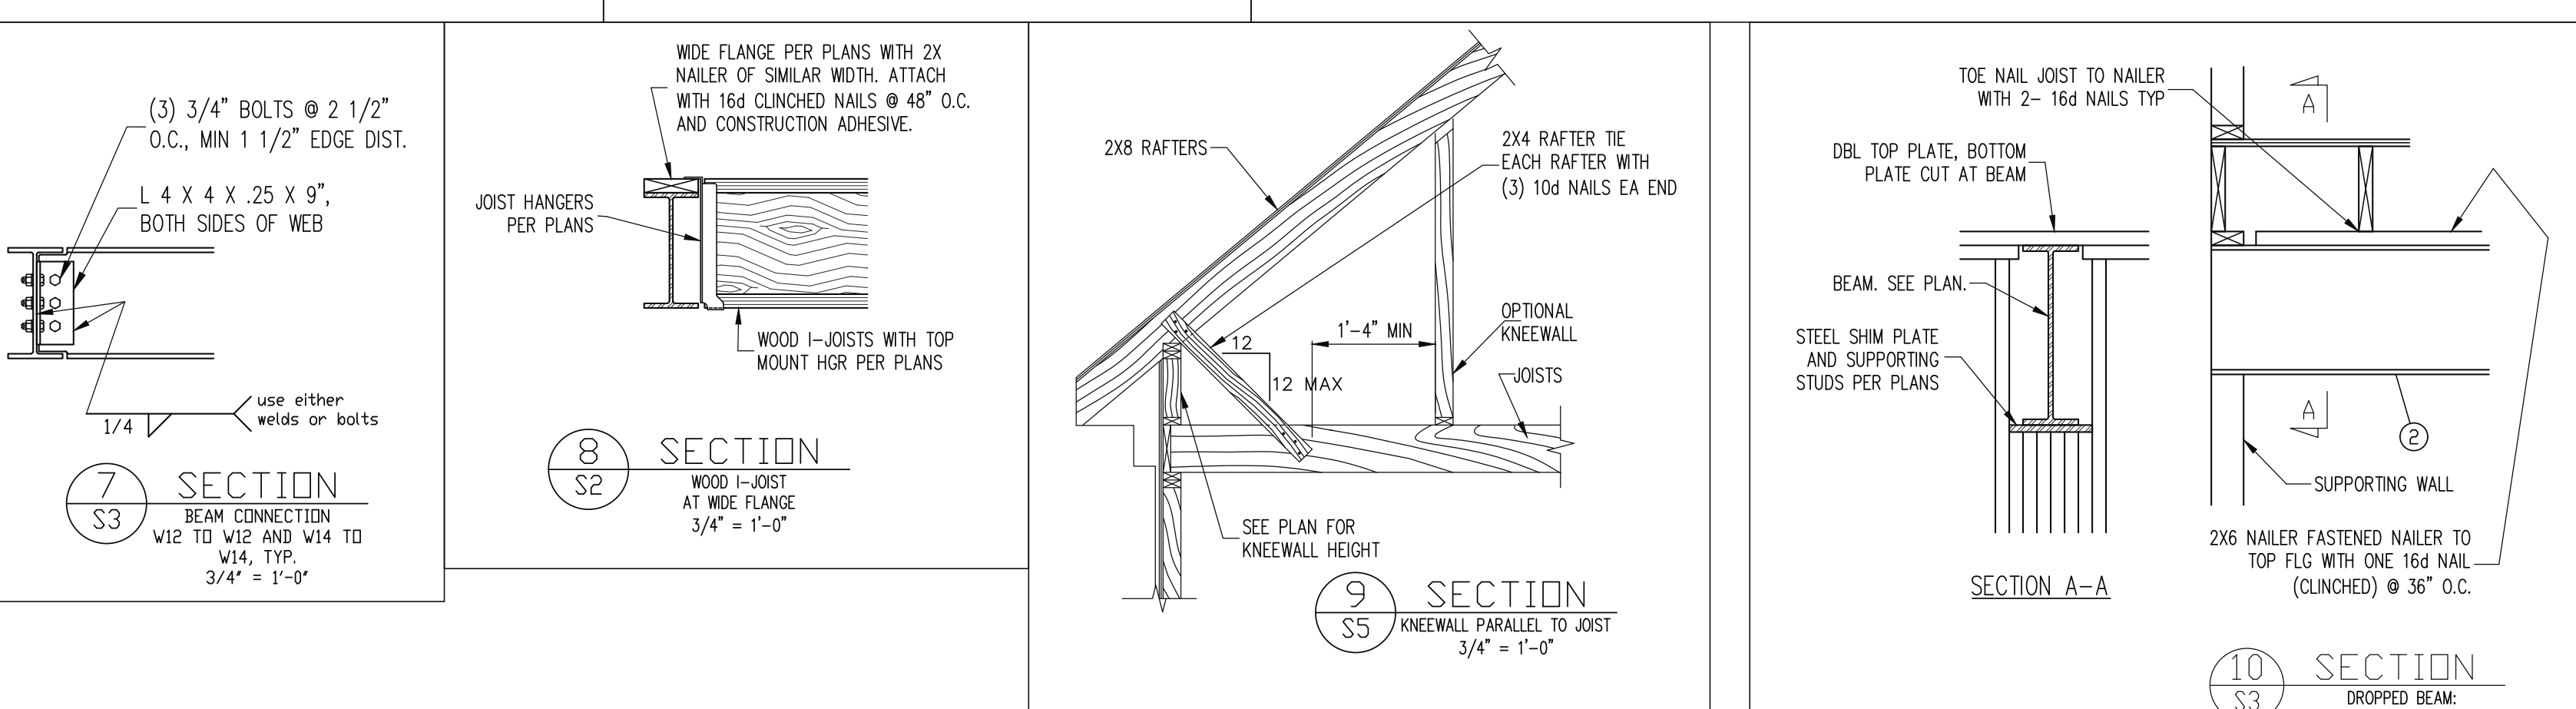 (3) 3/4" BOLTS @ 2 1/2"
O.C., MIN 1 1/2" EDGE DIST.
L 4 X 4 X .25 X 9",
BOTH SIDES OF WEB
1/4
use either
welds or bolts
7
S3
SECTION
BEAM CONNECTION
W12 TO W12 AND W14 TO
W14, TYP.
3/4" = 1'-0"
WIDE FLANGE PER PLANS WITH 2X
NAILER OF SIMILAR WIDTH. ATTACH
WITH 16d CLINCHED NAILS @ 48" O.C.
AND CONSTRUCTION ADHESIVE.
JOIST HANGERS
PER PLANS
WOOD I-JOISTS WITH TOP
MOUNT HGR PER PLANS
8
S2
SECTION
WOOD I-JOIST
AT WIDE FLANGE
3/4" = 1'-0"
2X8 RAFTERS
2X4 RAFTER TIE
EACH RAFTER WITH
(3) 10d NAILS EA END
OPTIONAL
KNEEWALL
1'-4" MIN
12
12 MAX
JOISTS
SEE PLAN FOR
KNEEWALL HEIGHT
9
S5
SECTION
KNEEWALL PARALLEL TO JOIST
3/4" = 1'-0"
TOE NAIL JOIST TO NAILER
WITH 2- 16d NAILS TYP
DBL TOP PLATE, BOTTOM
PLATE CUT AT BEAM
BEAM. SEE PLAN.
STEEL SHIM PLATE
AND SUPPORTING
STUDS PER PLANS
SECTION A-A
A
A
2
SUPPORTING WALL
2X6 NAILER FASTENED NAILER TO
TOP FLG WITH ONE 16d NAIL
(CLINCHED) @ 36" O.C.
10
S3
SECTION
DROPPED BEAM: